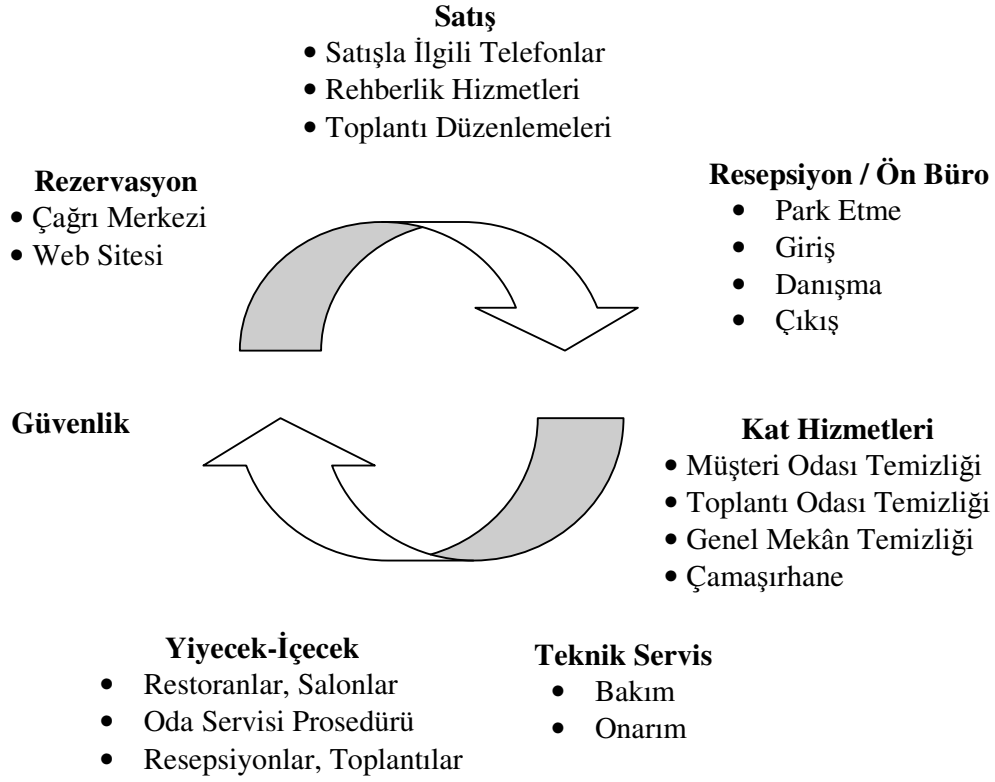 Satış
• Satışla İlgili Telefonlar
• Rehberlik Hizmetleri
• Toplantı Düzenlemeleri
Rezervasyon
• Çağrı Merkezi
• Web Sitesi
Resepsiyon / Ön Büro
• Park Etme
• Giriş
• Danışma
• Çıkış
Güvenlik
Kat Hizmetleri
• Müşteri Odası Temizliği
• Toplantı Odası Temizliği
• Genel Mekân Temizliği
• Çamaşırhane
Yiyecek-İçecek
• Restoranlar, Salonlar
• Oda Servisi Prosedürü
• Resepsiyonlar, Toplantılar
Teknik Servis
• Bakım
• Onarım